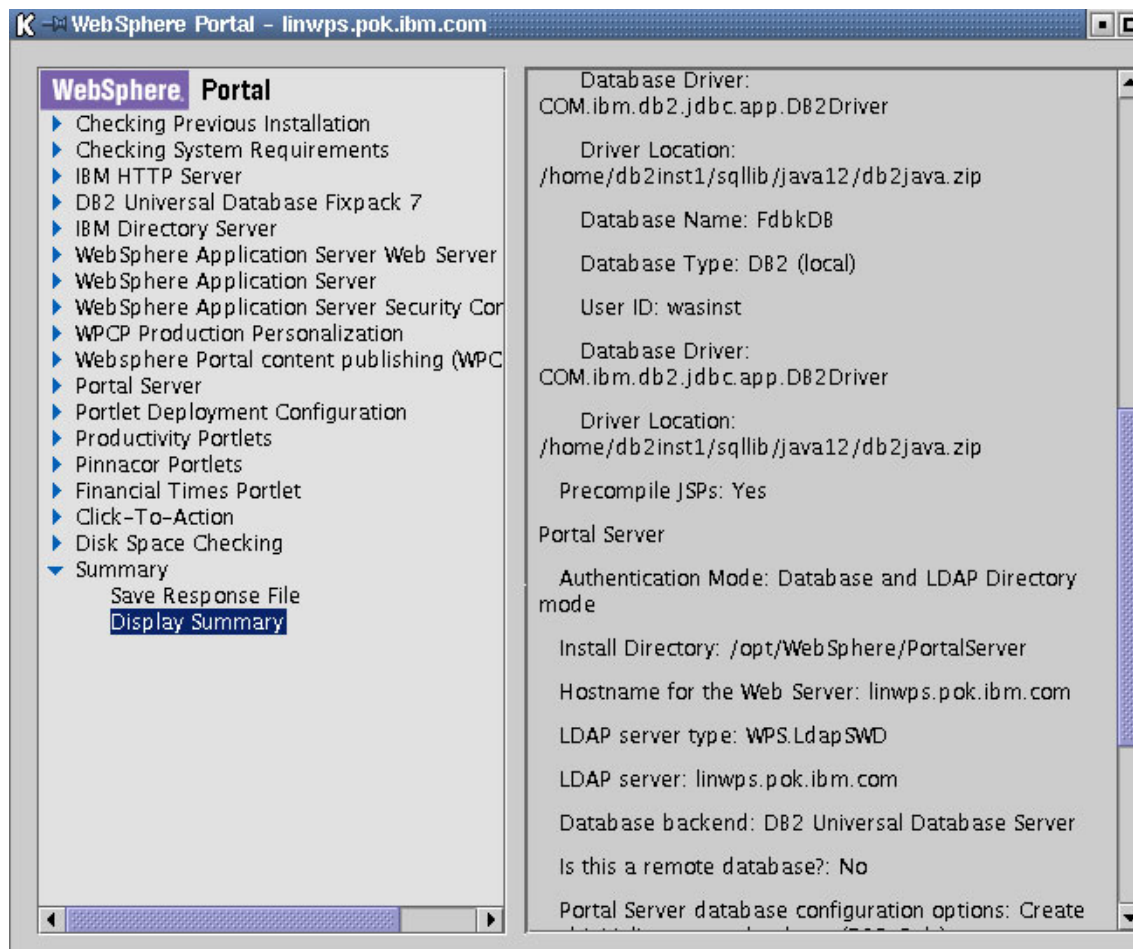 WebSphere Portal - linwps.pok.ibm.com
WebSphere. Portal
Checking Previous Installation
Checking System Requirements
IBM HTTP Server
DB2 Universal Database Fixpack 7
IBM Directory Server
WebSphere Application Server Web Server
WebSphere Application Server
WebSphere Application Server Security Cor
WPCP Production Personalization
Websphere Portal content publishing (WPC
Portal Server
Portlet Deployment Configuration
Productivity Portlets
Pinnacor Portlets
Financial Times Portlet
Click-To-Action
Disk Space Checking
Summary
Save Response File
Display Summary
Database Driver:
COM.ibm.db2.jdbc.app.DB2Driver
Driver Location:
/home/db2inst1/sqllib/java12/db2java.zip
Database Name: FdbkDB
Database Type: DB2 (local)
User ID: wasinst
Database Driver:
COM.ibm.db2.jdbc.app.DB2Driver
Driver Location:
/home/db2inst1/sqllib/java12/db2java.zip
Precompile JSPs: Yes
Portal Server
Authentication Mode: Database and LDAP Directory
mode
Install Directory: /opt/WebSphere/PortalServer
Hostname for the Web Server: linwps.pok.ibm.com
LDAP server type: WPS.LdapSWD
LDAP server: linwps.pok.ibm.com
Database backend: DB2 Universal Database Server
Is this a remote database?: No
Portal Server database configuration options: Create